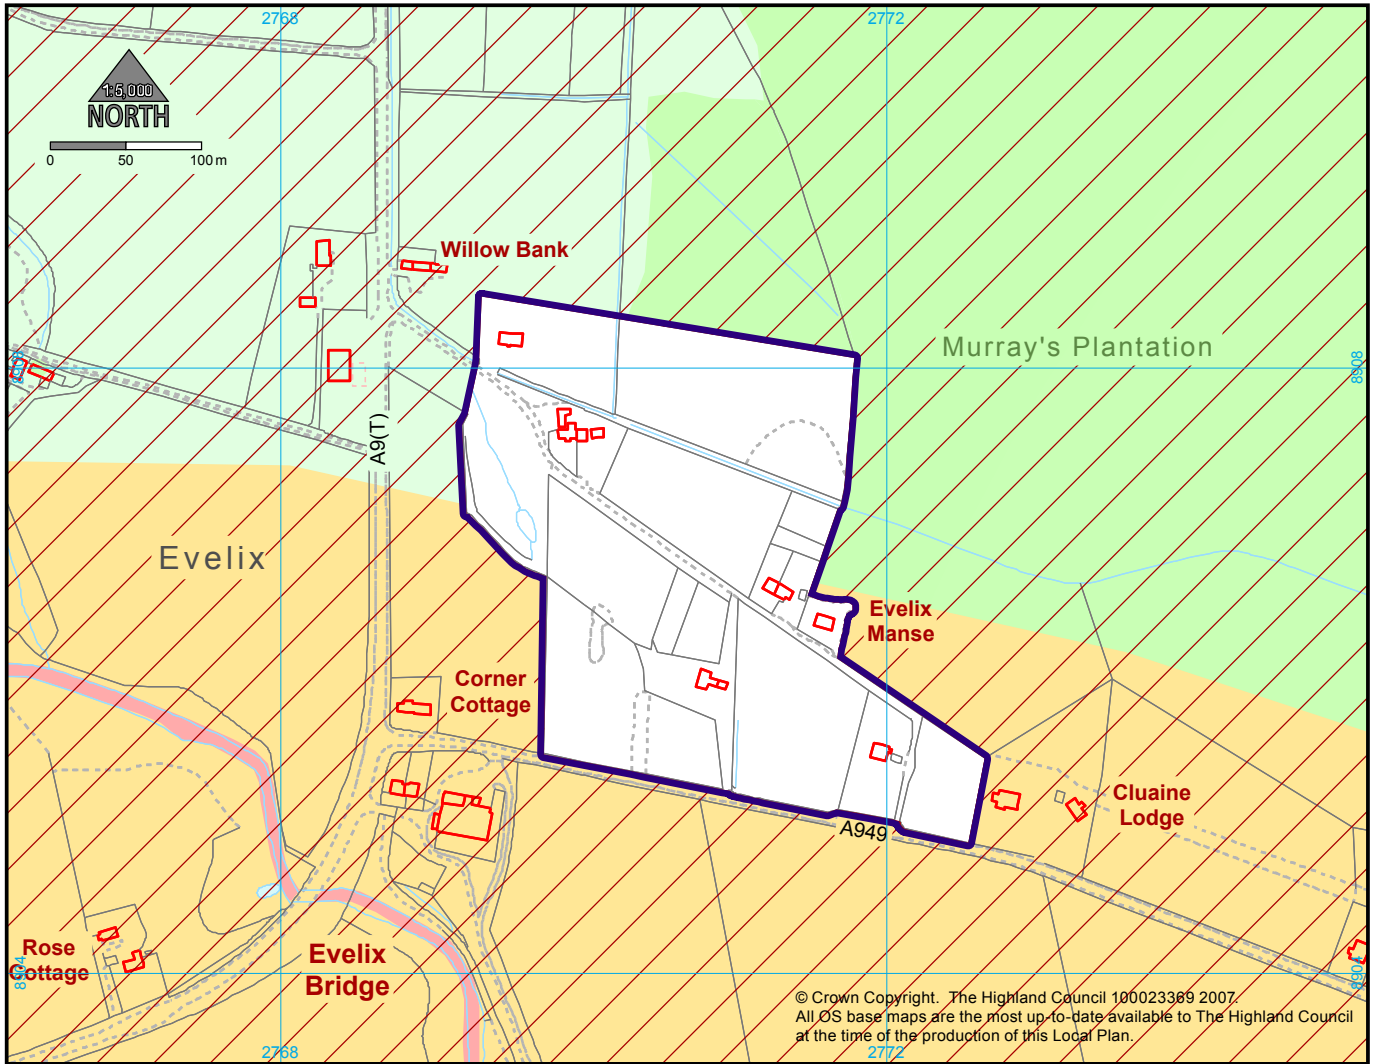 2768
2772
1:5,000
NORTH
0 50 100 m
Willow Bank
Murray's Plantation
8908
8908
A9(T)
Evelix
Evelix
Manse
Corner
Cottage
Cluaine
Lodge
A949
Rose
Cottage
Evelix
Bridge
8904
8904
© Crown Copyright. The Highland Council 100023369 2007.
All OS base maps are the most up-to-date available to The Highland Council
at the time of the production of this Local Plan.
2768
2772